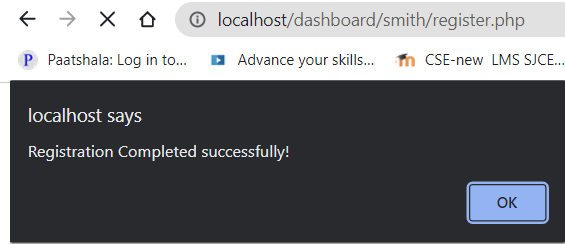 localhost/dashboard/smith/register.php
P Paatshala: Log in to... Advance your skills... CSE-new LMS SJCE...
localhost says
Registration Completed successfully!
OK